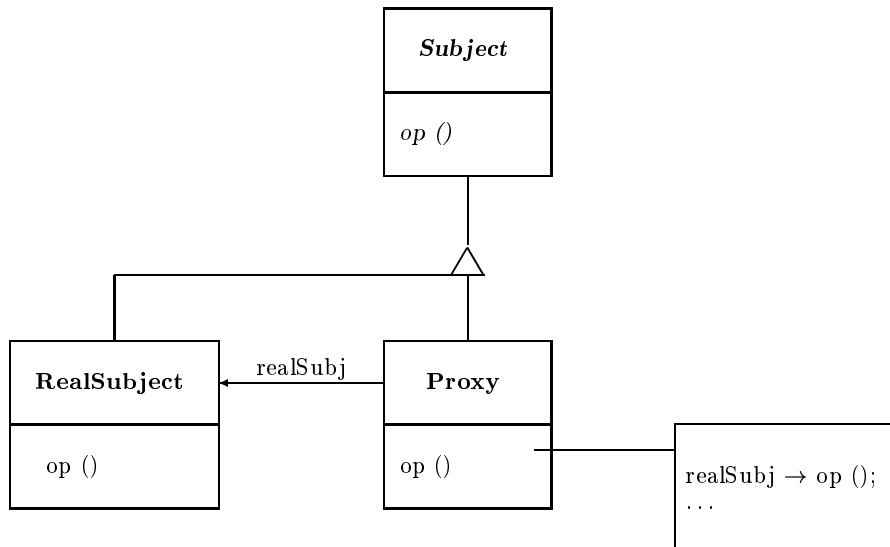 Subject
op ()
realSubj
RealSubject
Proxy
op ()
op ()
realSubj → op ();
...